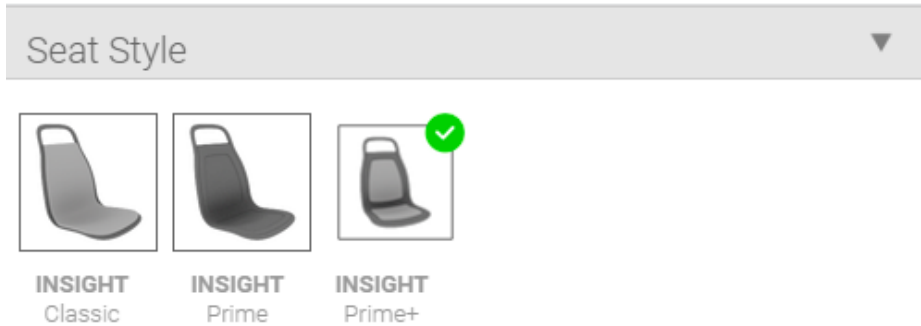 Seat Style
INSIGHT
Classic
INSIGHT
Prime
INSIGHT
Prime+